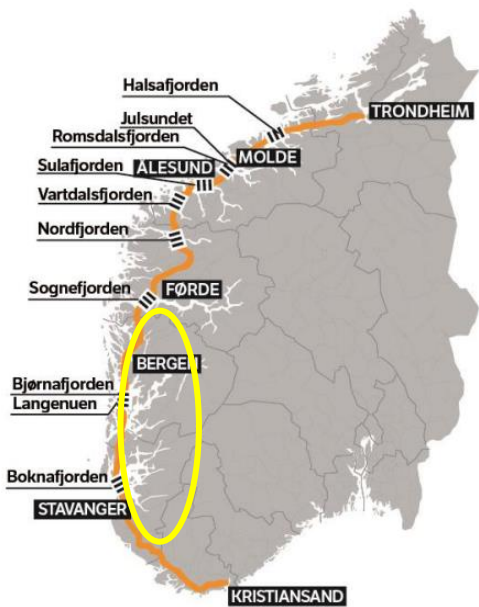 Halsafjorden
TRONDHEIM
Julsundet
Romsdalsfjorden
MOLDE
Sulafjorden
ÅLESUND
Vartdalsfjorden
Nordfjorden
Sognefjorden
FØRDE
BERGEN
Bjørnafjorden
Langenuen
Boknafjorden
STAVANGER
KRISTIANSAND